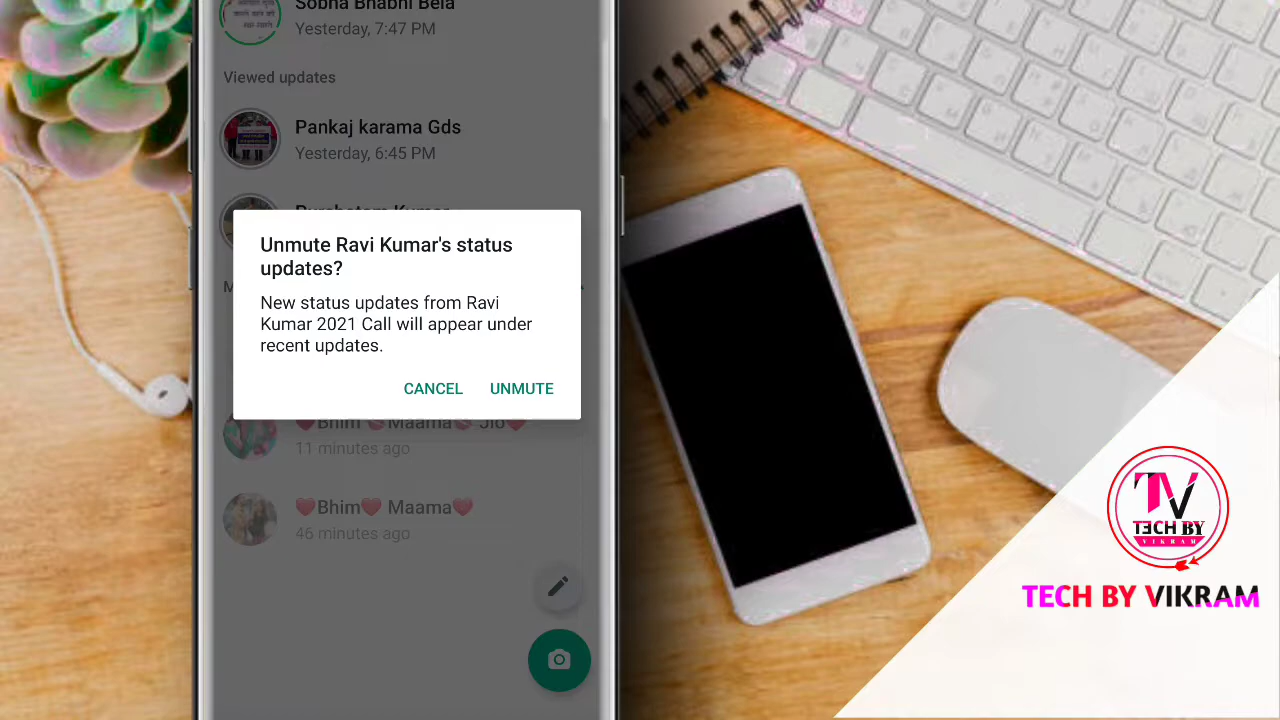 Sobha Bhabhi Bela
Yesterday, 7:47 PM
Viewed updates
Pankaj karama Gds
Yesterday, 6:45 PM
Unmute Ravi Kumar's status
updates?
New status updates from Ravi
Kumar 2021 Call will appear under
recent updates.
CANCEL UNMUTE
❤️Bhim 💋Maama💋 Jio❤️
11 minutes ago
❤️Bhim❤️ Maama❤️
46 minutes ago
TV
TECH BY
VIKRAM
TECH BY VIKRAM